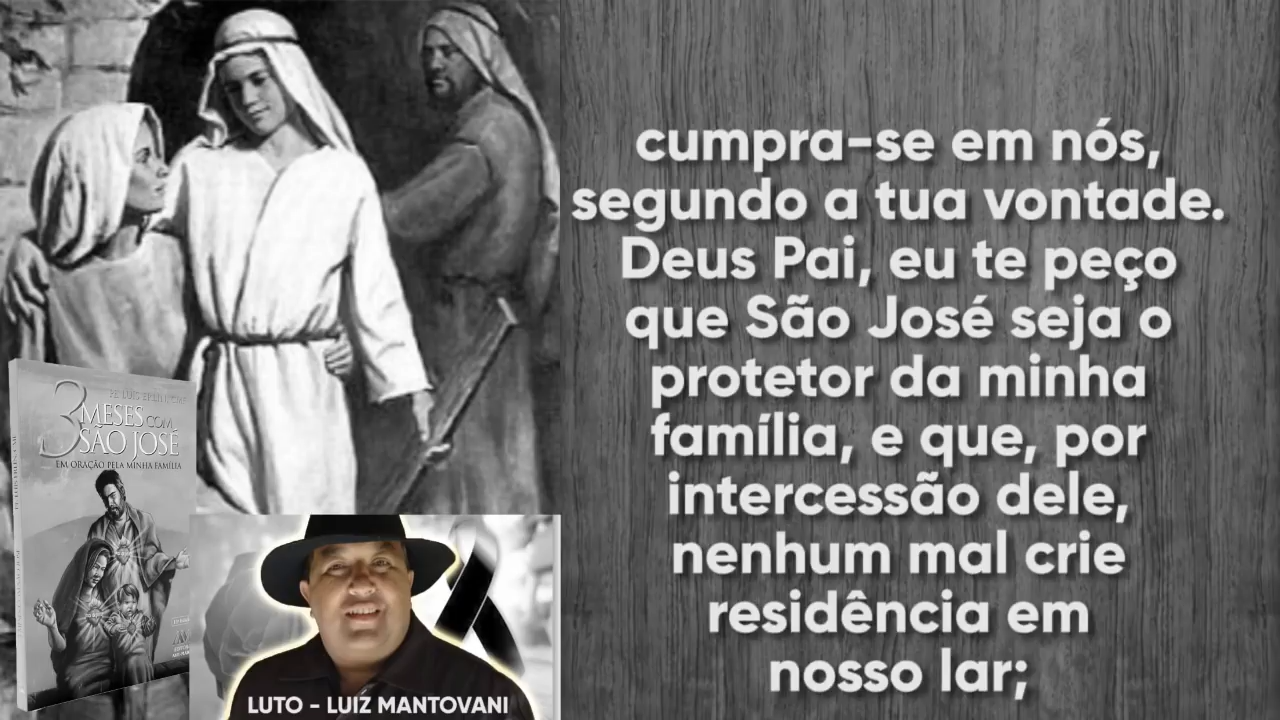 cumpra-se em nós,
segundo a tua vontade.
Deus Pai, eu te peço
que São José seja o
protetor da minha
família, e que, por
intercessão dele,
nenhum mal crie
residência em
nosso lar;
3 MESES COM
SÃO JOSÉ
EM ORAÇÃO PELA MINHA FAMÍLIA
LUTO - LUIZ MANTOVANI